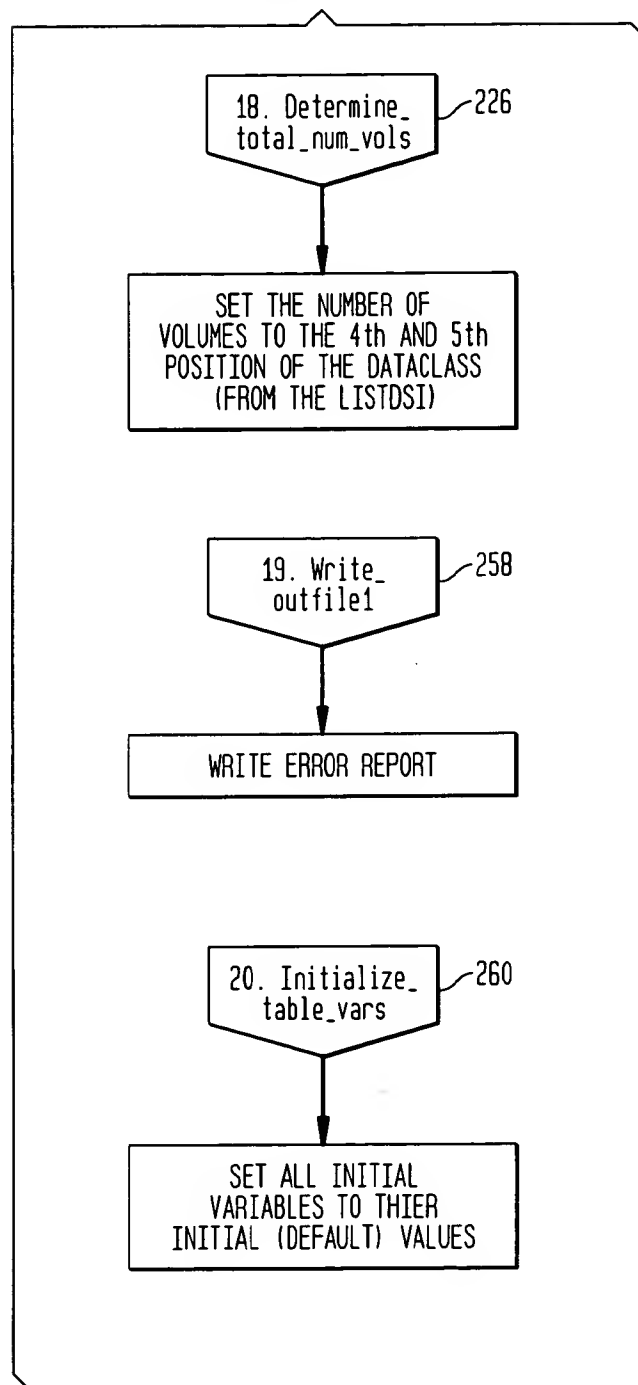 18. Determine_
total_num_vols
226
SET THE NUMBER OF
VOLUMES TO THE 4th AND 5th
POSITION OF THE DATACLASS
(FROM THE LISTDSI)
19. Write_
outfile1
258
WRITE ERROR REPORT
20. Initialize_
table_vars
260
SET ALL INITIAL
VARIABLES TO THIER
INITIAL (DEFAULT) VALUES